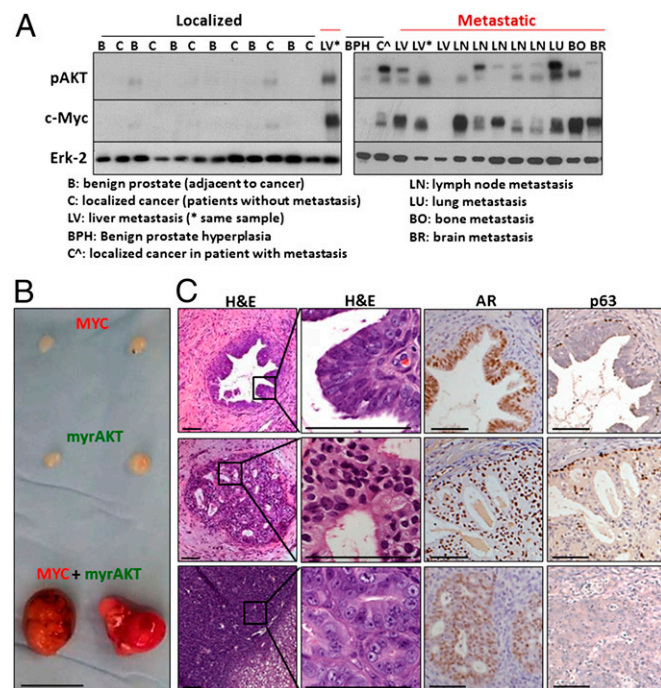 A
Localized
Metastatic
B C B C B C B C B C B C LV*
BPH C^ LV LV* LV LN LN LN LN LU BO BR
pAKT
c-Myc
Erk-2
B: benign prostate (adjacent to cancer)
C: localized cancer (patients without metastasis)
LV: liver metastasis (* same sample)
BPH: Benign prostate hyperplasia
C^: localized cancer in patient with metastasis
LN: lymph node metastasis
LU: lung metastasis
BO: bone metastasis
BR: brain metastasis
B
MYC
myrAKT
MYC + myrAKT
C
H&E H&E AR p63